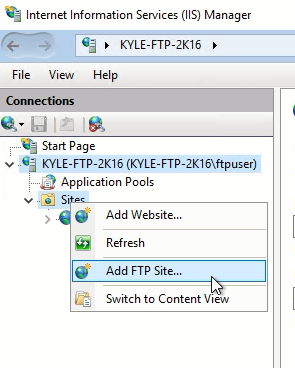 Internet Information Services (IIS) Manager
KYLE-FTP-2K16
File View Help
Connections
Start Page
KYLE-FTP-2K16 (KYLE-FTP-2K16\ftpuser)
Application Pools
Sites
Add Website...
Refresh
Add FTP Site...
Switch to Content View